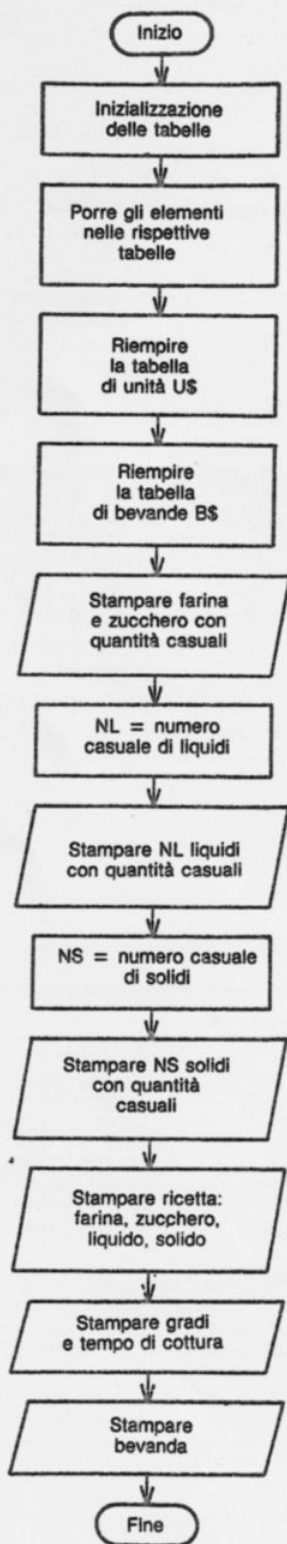 Inizio
Inizializzazione
delle tabelle
Porre gli elementi
nelle rispettive
tabelle
Riempire
la tabella
di unità U$
Riempire
la tabella
di bevande B$
Stampare farina
e zucchero con
quantità casuali
NL = numero
casuale di liquidi
Stampare NL liquidi
con quantità casuali
NS = numero casuale
di solidi
Stampare NS solidi
con quantità
casuali
Stampare ricetta:
farina, zucchero,
liquido, solido
Stampare gradi
e tempo di cottura
Stampare
bevanda
Fine